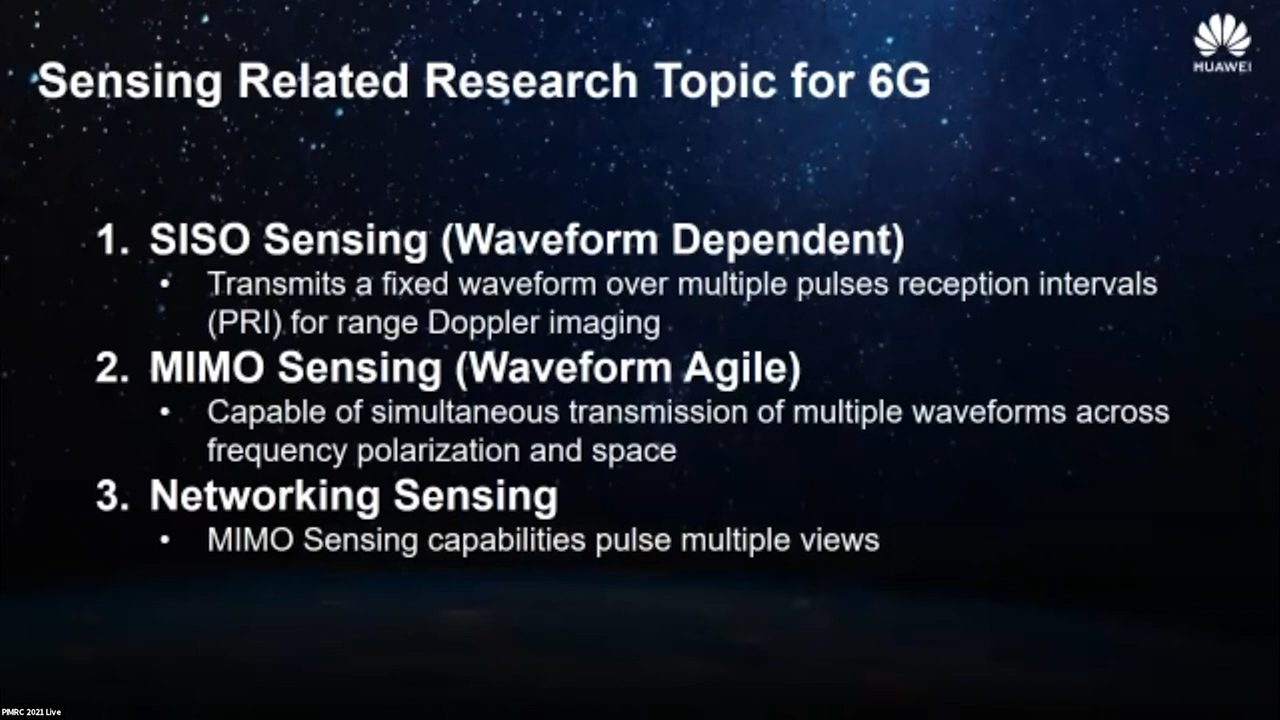 HUAWEI
Sensing Related Research Topic for 6G
1. SISO Sensing (Waveform Dependent)
• Transmits a fixed waveform over multiple pulses reception intervals
(PRI) for range Doppler imaging
2. MIMO Sensing (Waveform Agile)
• Capable of simultaneous transmission of multiple waveforms across
frequency polarization and space
3. Networking Sensing
• MIMO Sensing capabilities pulse multiple views
PIMRC 2021 Live